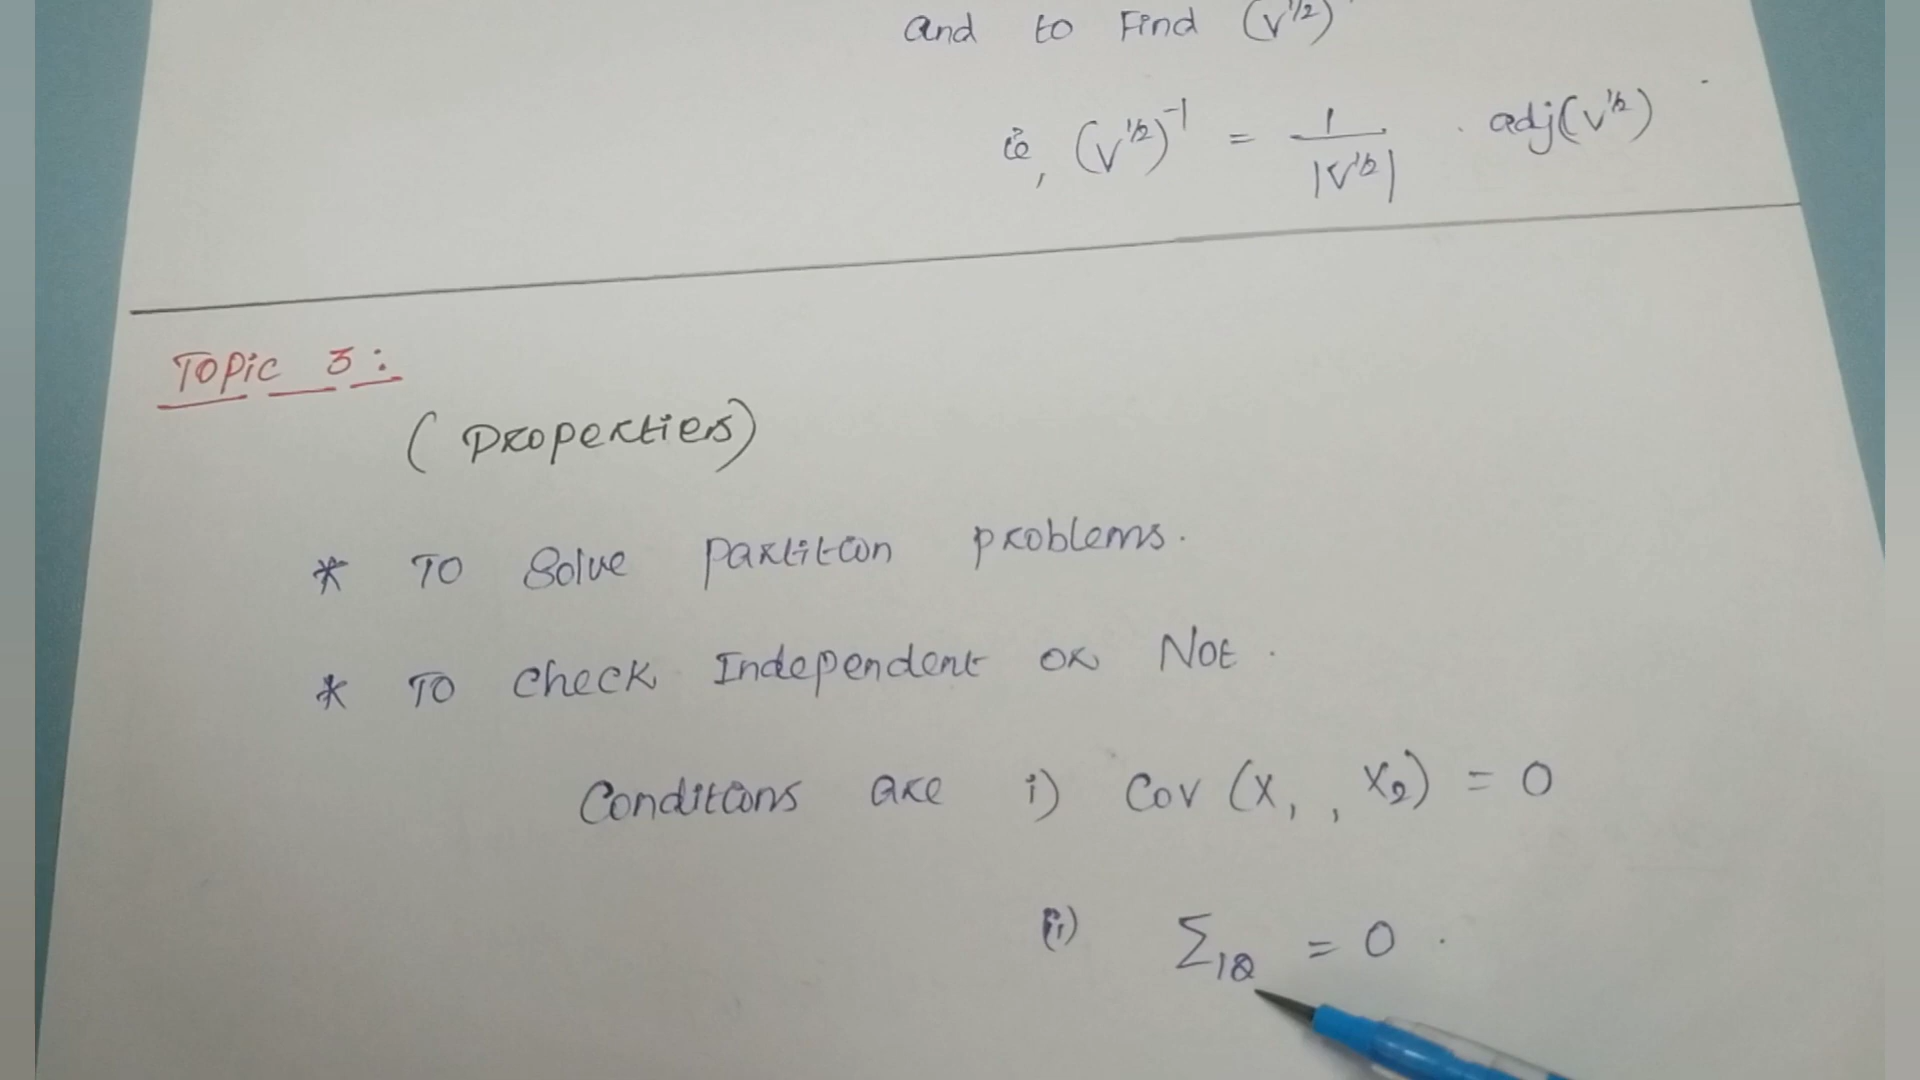 and to Find (V^1/2)
ie, (V^1/2)^-1 = 1/|V^1/2| . adj(V^1/2)
Topic 3:
(Properties)
* To Solve Partition problems.
* To check Independent or Not.
Conditions are i) Cov (X1, X2) = 0
ii) Σ12 = 0.